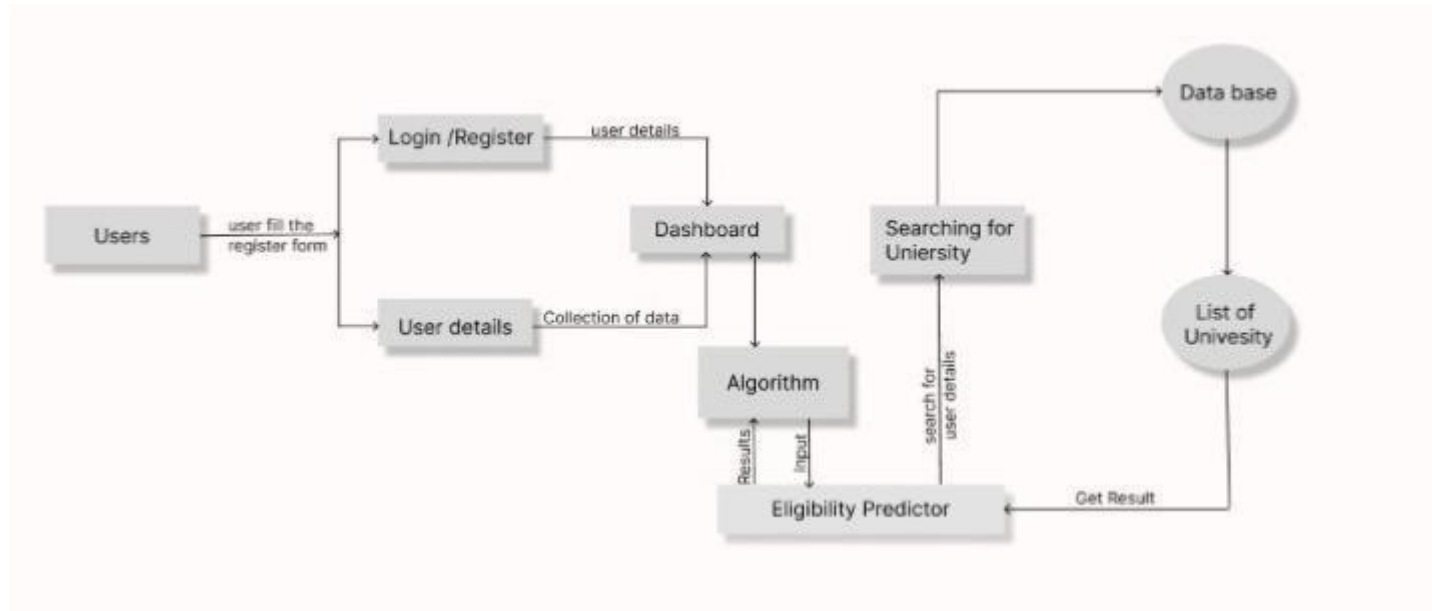 Data base
Login /Register
user details
Users
user fill the
register form
Dashboard
Searching for
Uniersity
User details
Collection of data
List of
Univesity
Algorithm
search for
user details
Results
Input
Eligibility Predictor
Get Result